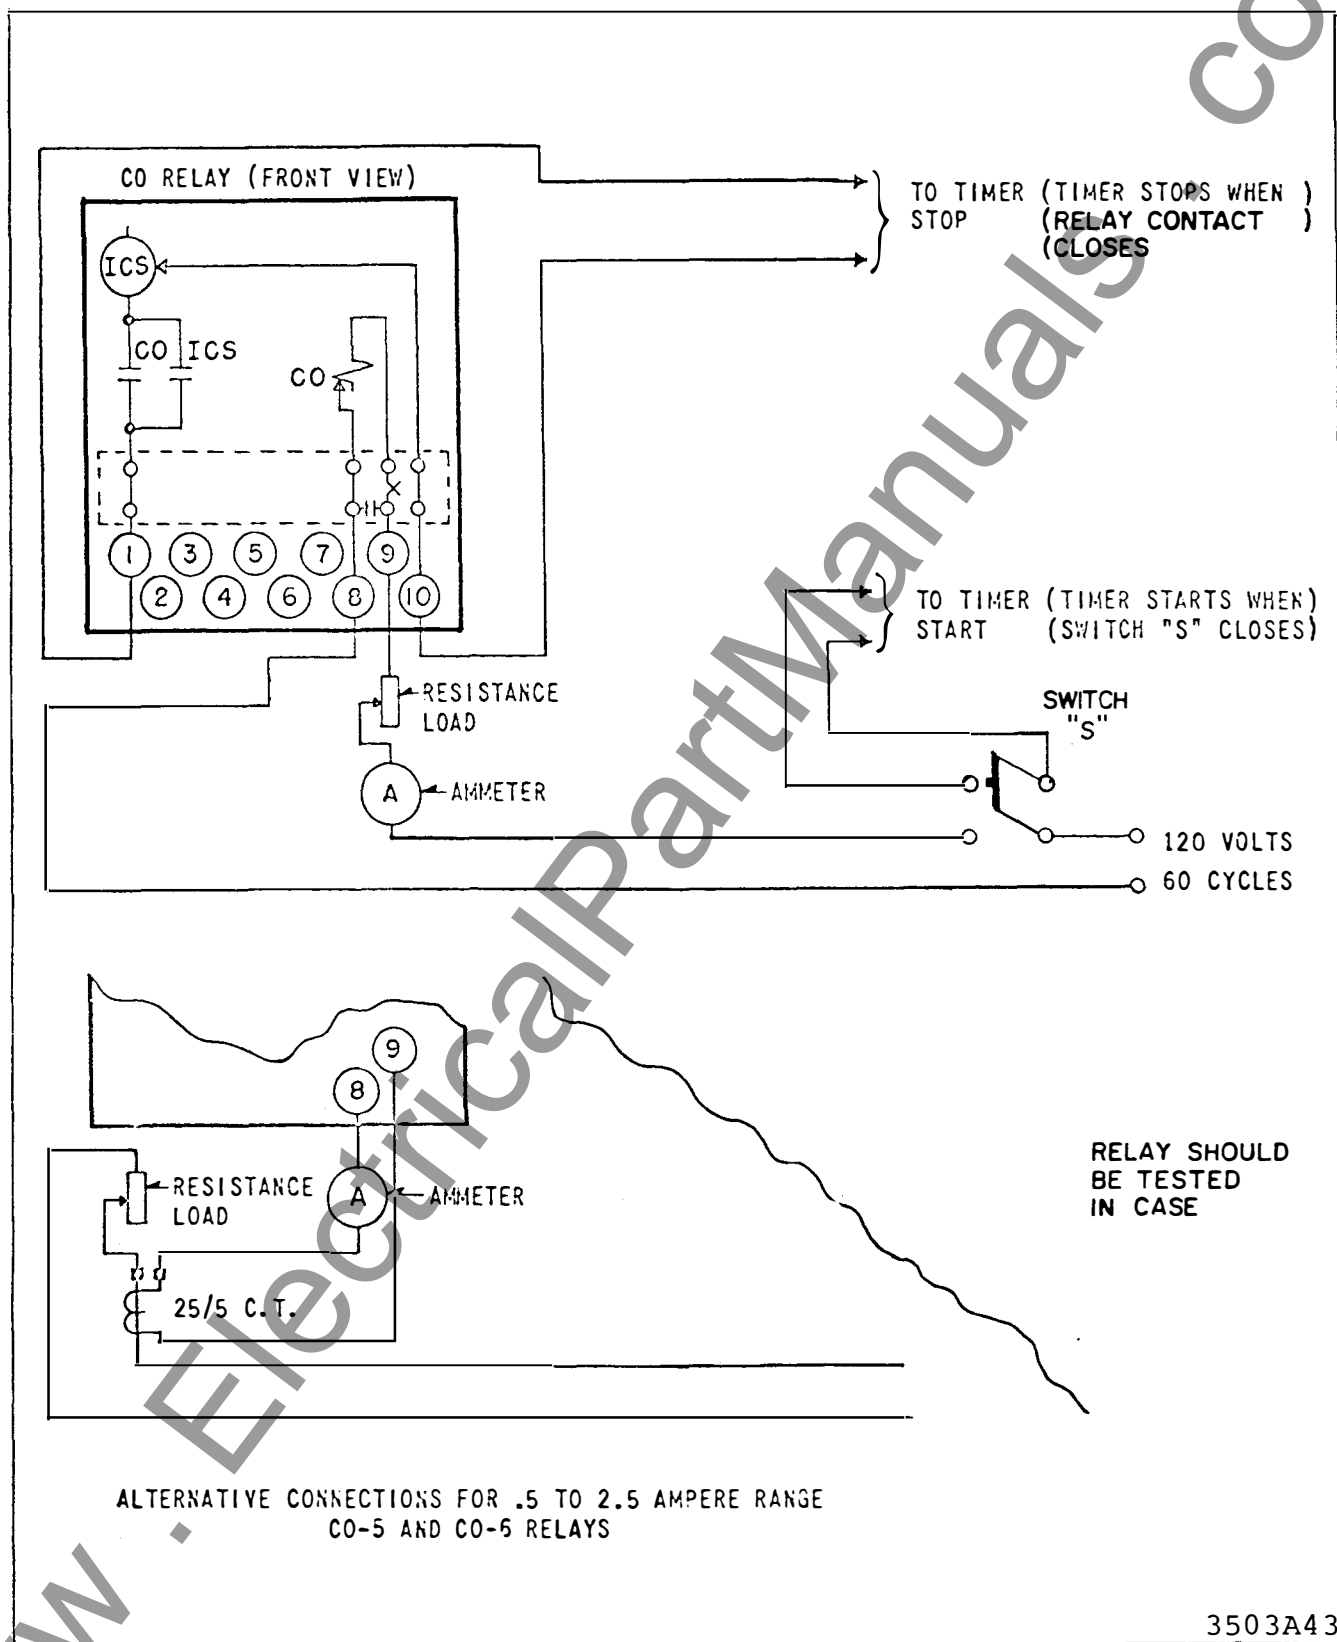 CO RELAY (FRONT VIEW)
TO TIMER (TIMER STOPS WHEN )
STOP (RELAY CONTACT )
(CLOSES
ICS
CO ICS
CO
1 3 5 7 9
2 4 6 8 10
TO TIMER (TIMER STARTS WHEN)
START (SWITCH "S" CLOSES)
RESISTANCE
LOAD
SWITCH
"S"
A
AMMETER
120 VOLTS
60 CYCLES
9
8
RELAY SHOULD
BE TESTED
IN CASE
RESISTANCE
LOAD
A
AMMETER
25/5 C.T.
ALTERNATIVE CONNECTIONS FOR .5 TO 2.5 AMPERE RANGE
CO-5 AND CO-6 RELAYS
3503A43
w . ElectricalPartManuals . co